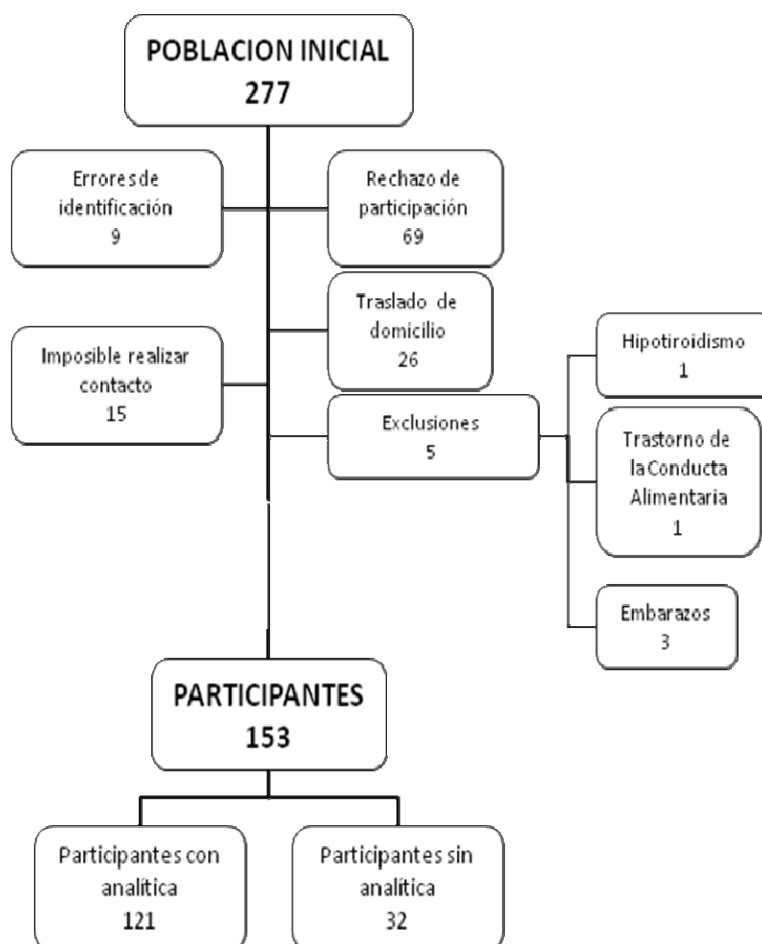 POBLACION INICIAL
277
Errores de
identificación
9
Rechazo de
participación
69
Traslado de
domicilio
26
Imposible realizar
contacto
15
Exclusiones
5
Hipotiroidismo
1
Trastorno de
la Conducta
Alimentaria
1
Embarazos
3
PARTICIPANTES
153
Participantes con
analítica
121
Participantes sin
analítica
32